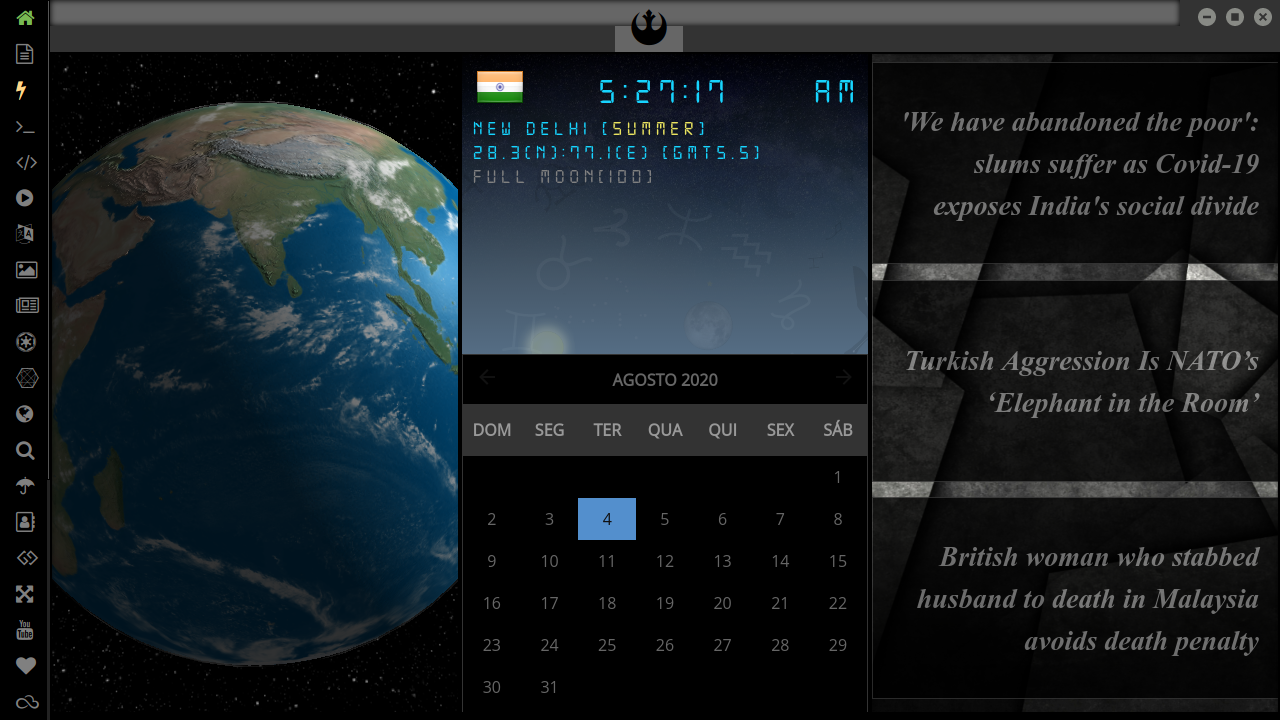 5:27:17 AM
NEW DELHI (SUMMER)
28.3(N):77.1(E) (GMT5.5)
FULL MOON(100)
AGOSTO 2020
DOM SEG TER QUA QUI SEX SÁB
1
2 3 4 5 6 7 8
9 10 11 12 13 14 15
16 17 18 19 20 21 22
23 24 25 26 27 28 29
30 31
'We have abandoned the poor':
slums suffer as Covid-19
exposes India's social divide
Turkish Aggression Is NATO’s
‘Elephant in the Room’
British woman who stabbed
husband to death in Malaysia
avoids death penalty
You
Tube